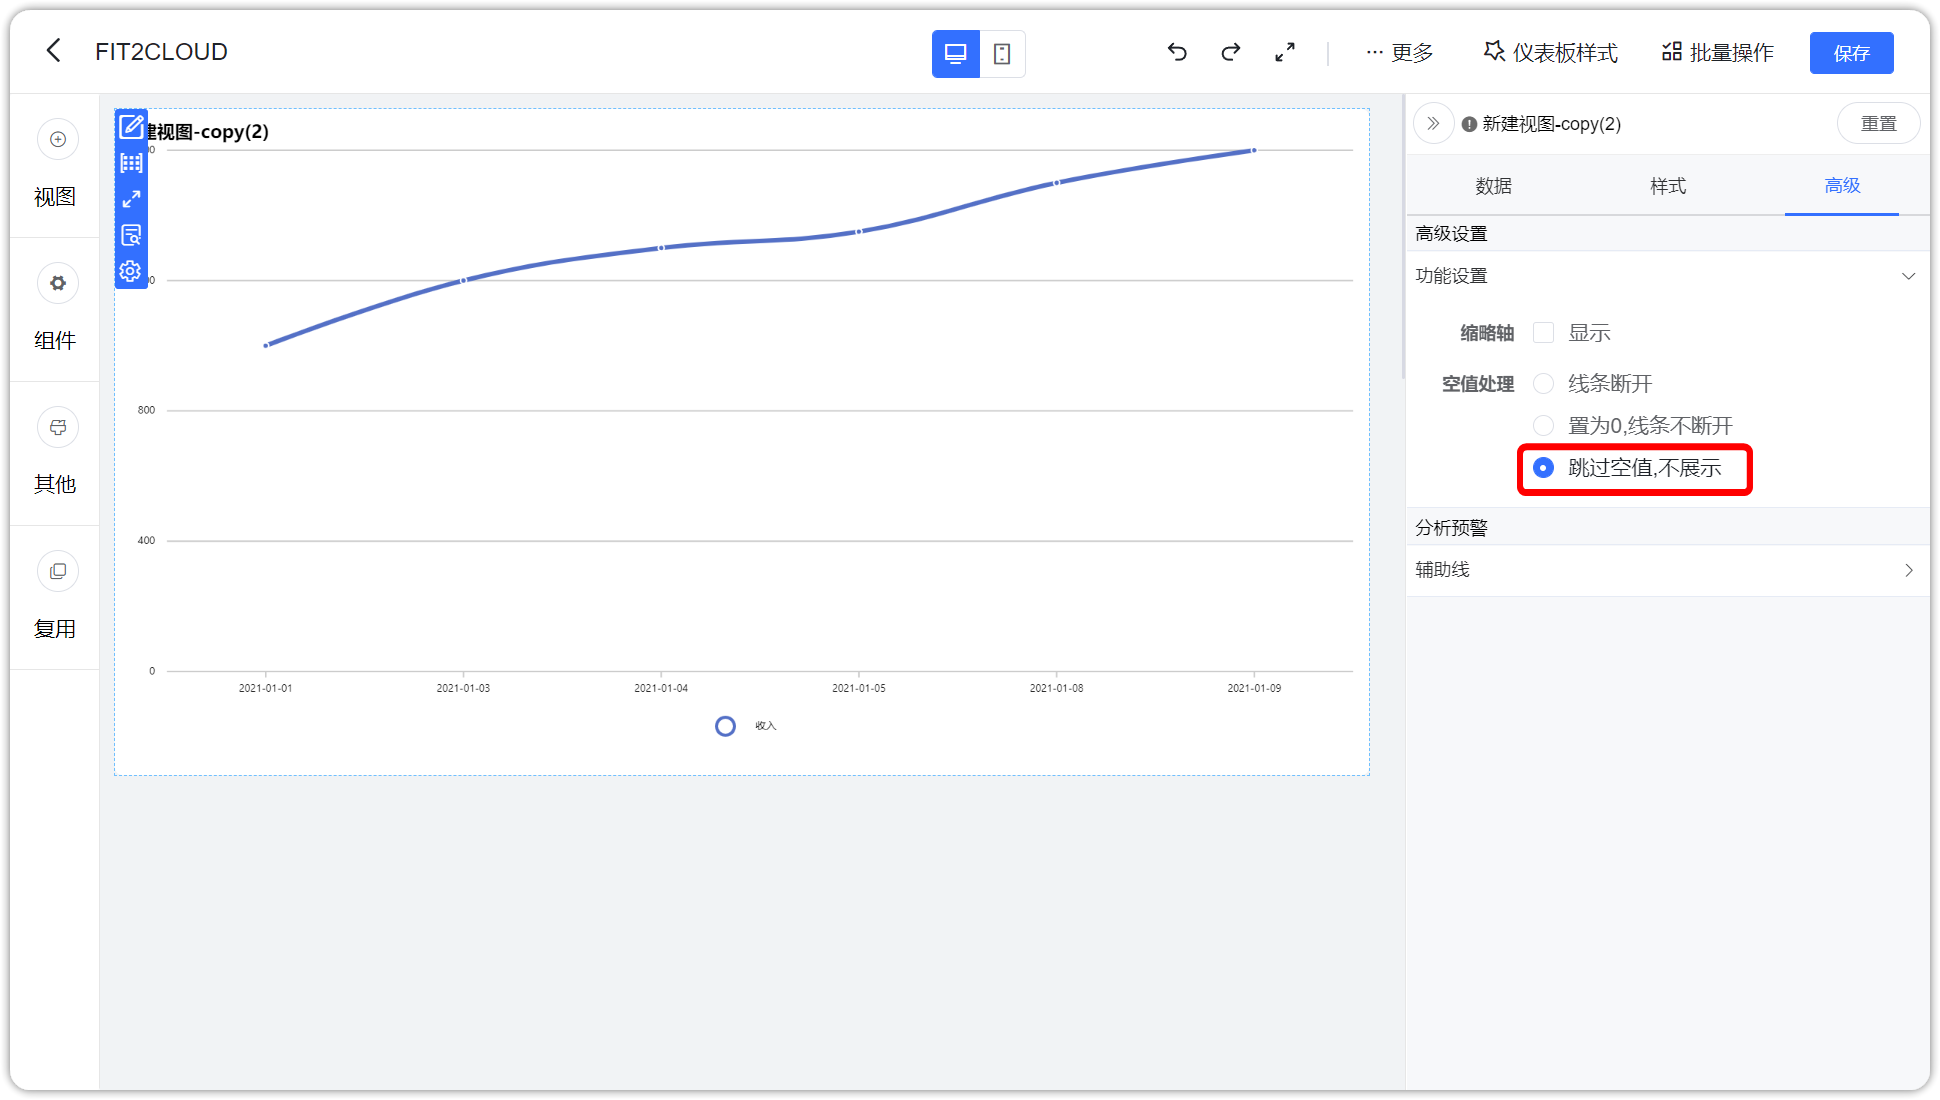 FIT2CLOUD
更多
仪表板样式
批量操作
保存
视图
组件
其他
复用
建视图-copy(2)
800
400
0
2021-01-01
2021-01-03
2021-01-04
2021-01-05
2021-01-08
2021-01-09
收入
新建视图-copy(2)
重置
数据
样式
高级
高级设置
功能设置
缩略轴
显示
空值处理
线条断开
置为0,线条不断开
跳过空值,不展示
分析预警
辅助线